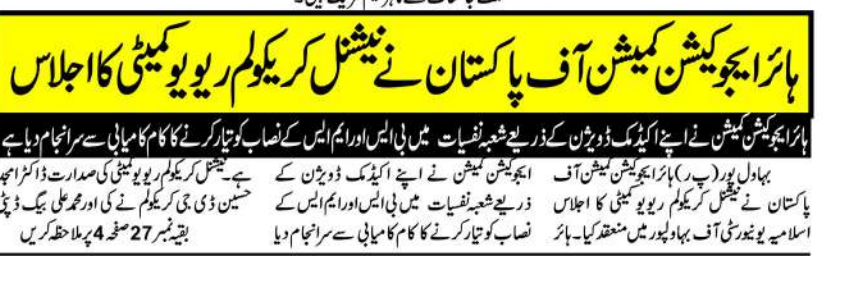 ہائر ایجوکیشن کمیشن آف پاکستان نے نیشنل کریکولم ریویو کمیٹی کا اجلاس
ہائر ایجوکیشن کمیشن نے اپنے اکیڈمک ڈویژن کے ذریعے شعبہ نفسیات میں بی ایس اور ایم ایس کے نصاب کو تیار کرنے کا کام کامیابی سے سرانجام دیا ہے
بہاول پور (پ ر) ہائر ایجوکیشن کمیشن آف
پاکستان نے نیشنل کریکولم ریویو کمیٹی کا اجلاس
اسلامیہ یونیورسٹی آف بہاولپور میں منعقد کیا۔ ہائر
ایجوکیشن کمیشن نے اپنے اکیڈمک ڈویژن کے
ذریعے شعبہ نفسیات میں بی ایس اور ایم ایس کے
نصاب کو تیار کرنے کا کام کامیابی سے سرانجام دیا
ہے۔ نیشنل کریکولم ریویو کمیٹی کی صدارت ڈاکٹر امجد
حسین ڈی جی کریکولم نے کی اور محمد علی بیگ ڈپٹی
بقیہ نمبر 27 صفحہ 4 پر ملاحظہ کریں